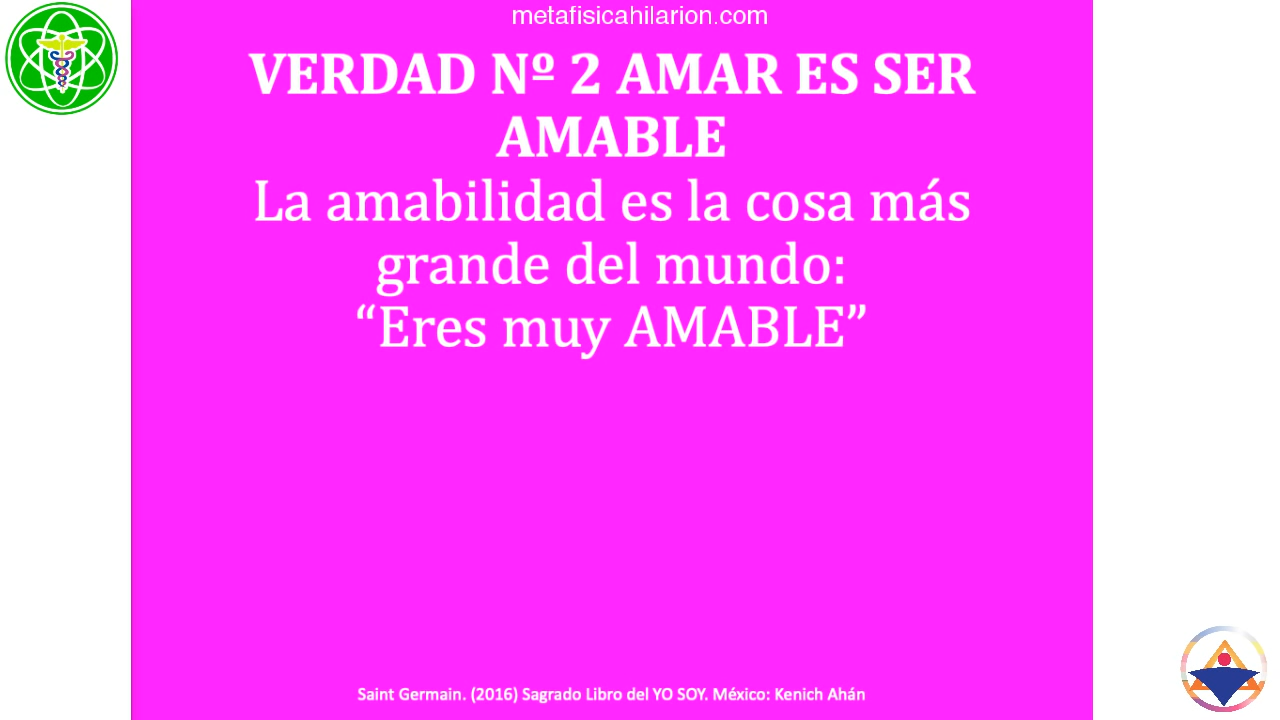 metafisicahilarion.com
VERDAD Nº 2 AMAR ES SER
AMABLE
La amabilidad es la cosa más
grande del mundo:
“Eres muy AMABLE”
Saint Germain. (2016) Sagrado Libro del YO SOY. México: Kenich Ahán